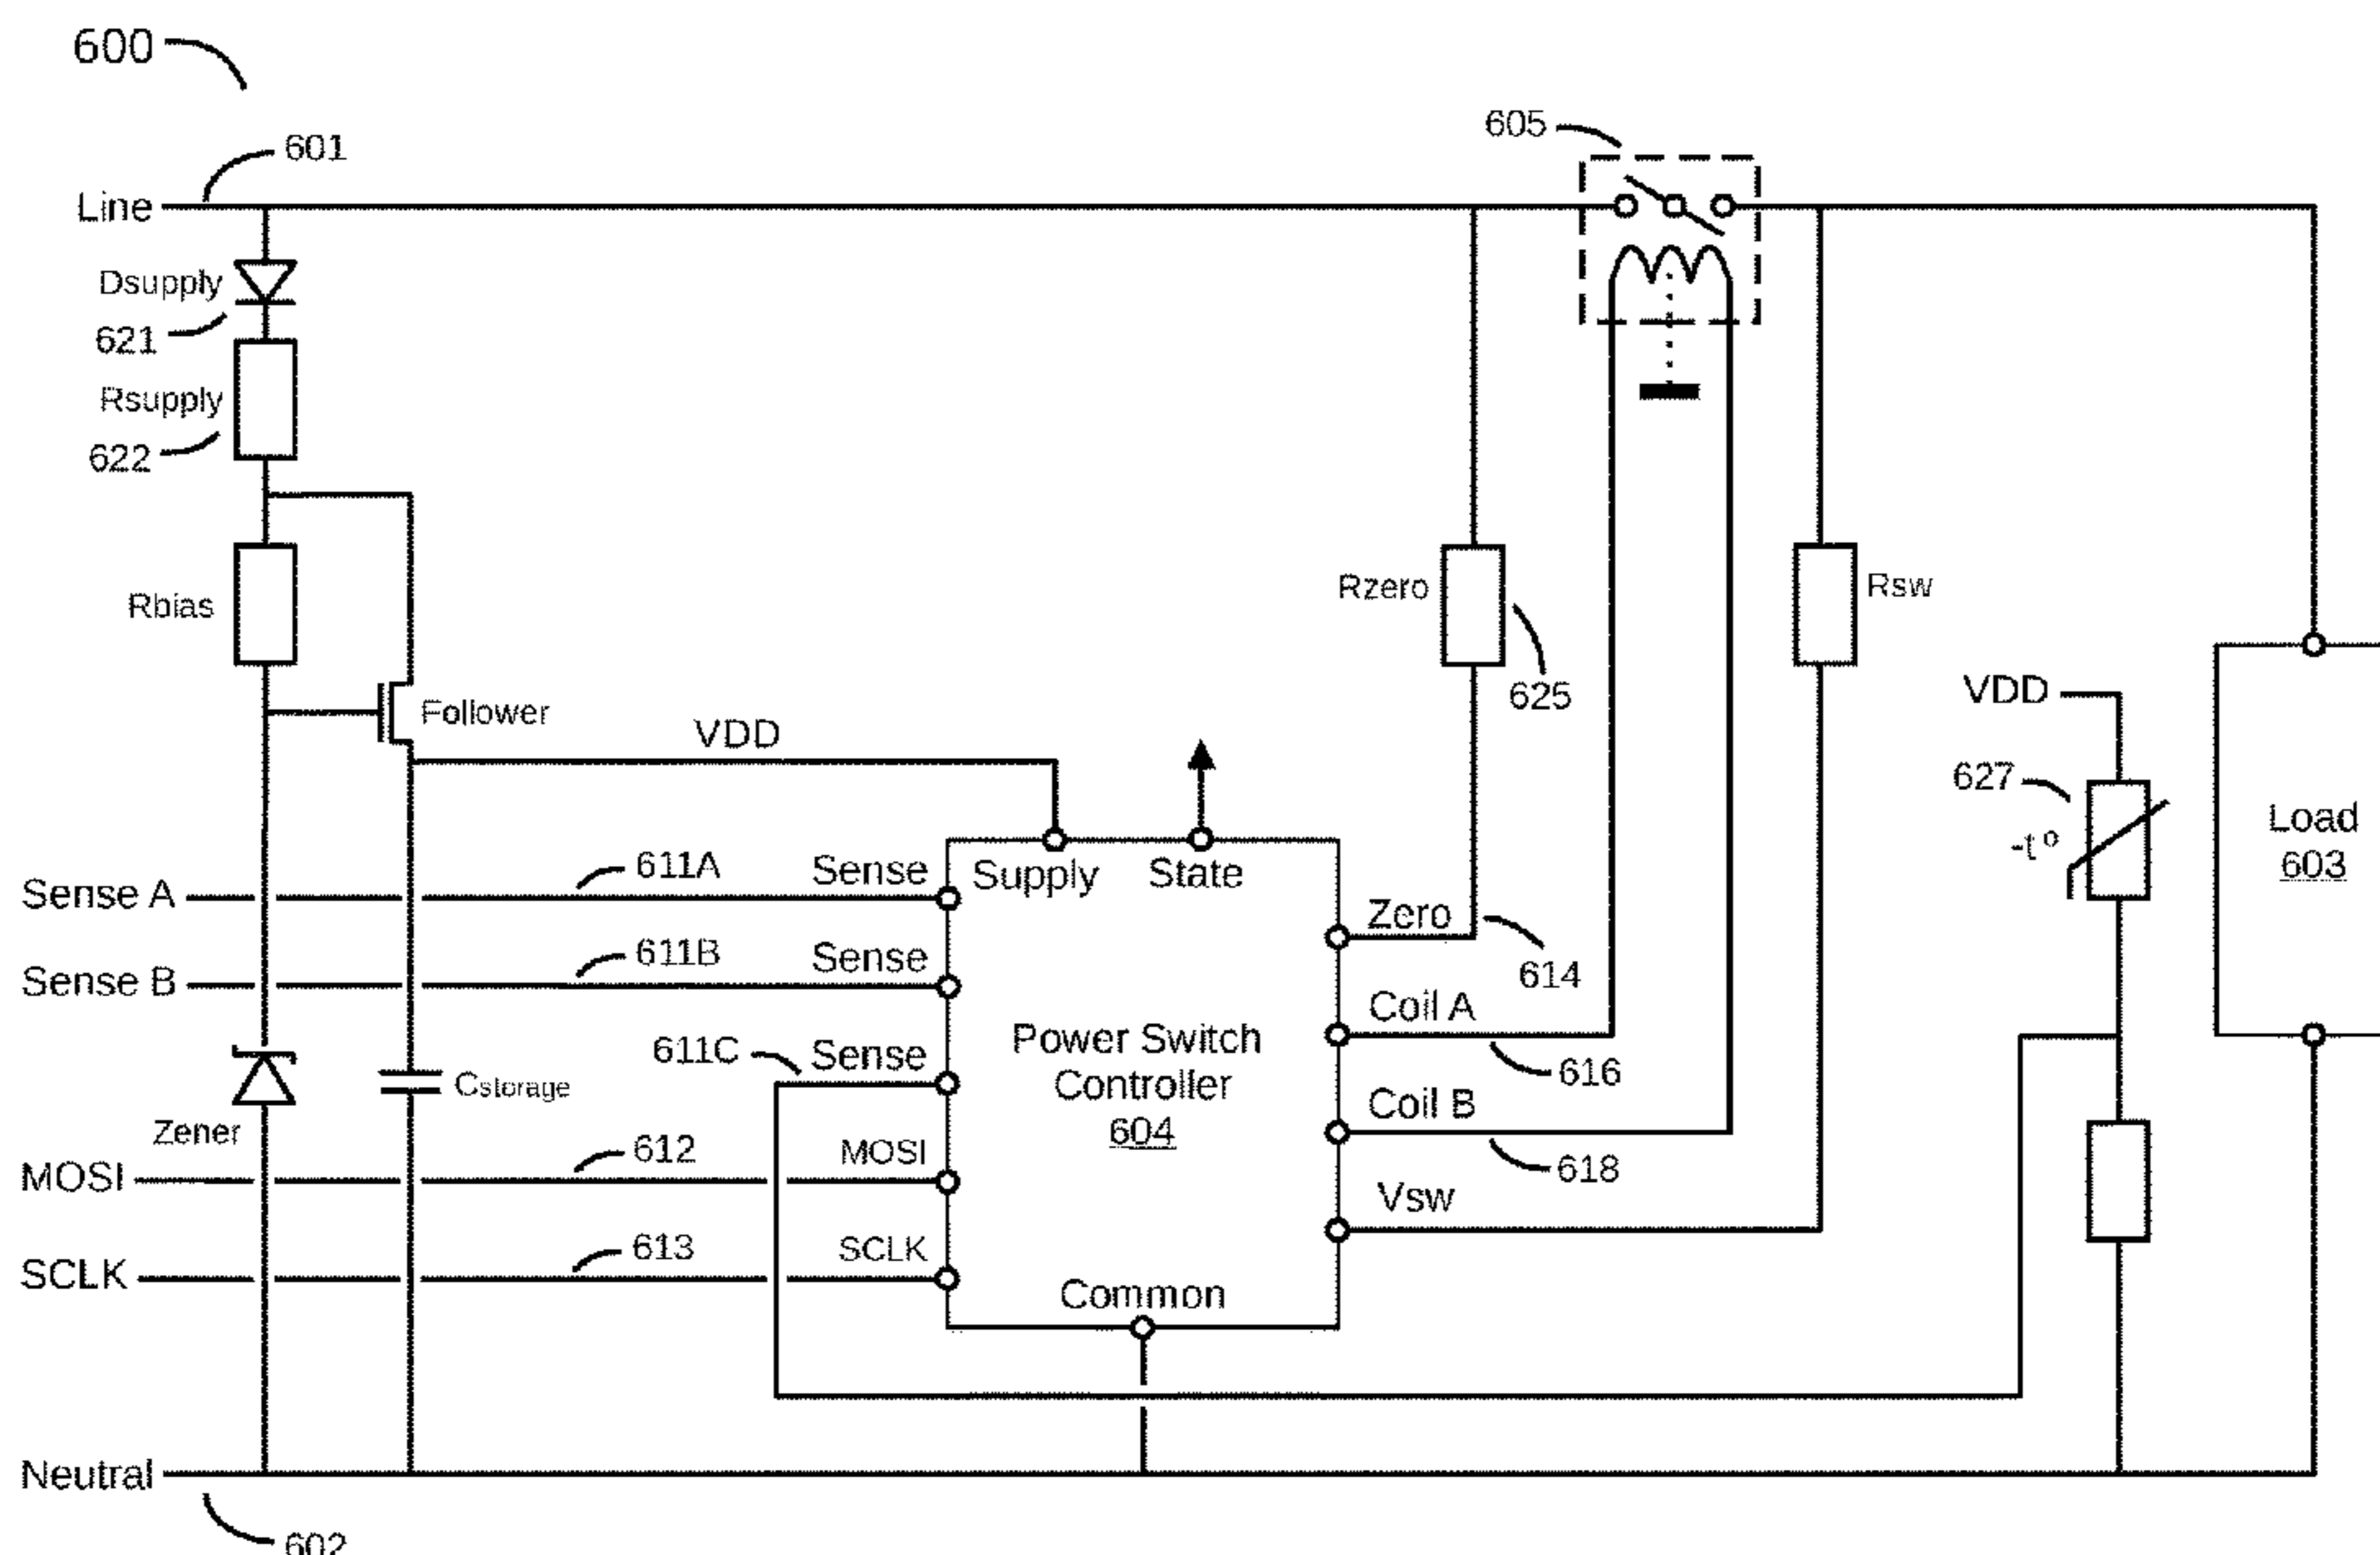 600
605
601
Line
Dsupply
621
Rsupply
622
Rbias
Rzero
Rsw
625
Follower
VDD
VDD
627
-tº
Load
603
Sense A
611A
Sense
Supply
State
Zero
614
Sense B
611B
Sense
Coil A
616
611C
Sense
Power Switch
Controller
604
Cstorage
Zener
Coil B
618
MOSI
612
MOSI
Vsw
SCLK
613
SCLK
Common
Neutral
602